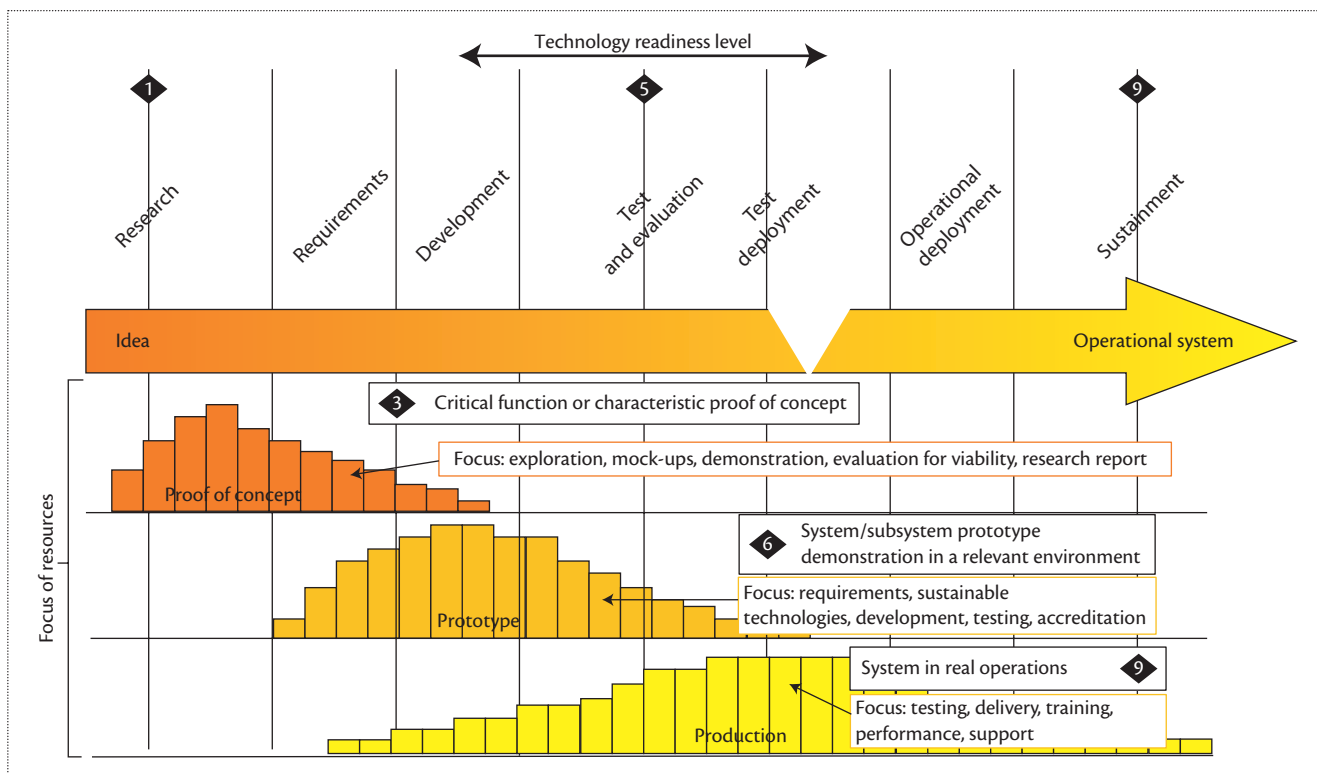 Technology readiness level
1
5
9
Research
Requirements
Development
Test
and evaluation
Test
deployment
Operational
deployment
Sustainment
Idea
Operational system
Focus of resources
3 Critical function or characteristic proof of concept
Focus: exploration, mock-ups, demonstration, evaluation for viability, research report
Proof of concept
6 System/subsystem prototype
demonstration in a relevant environment
Focus: requirements, sustainable
technologies, development, testing, accreditation
Prototype
System in real operations 9
Focus: testing, delivery, training,
performance, support
Production